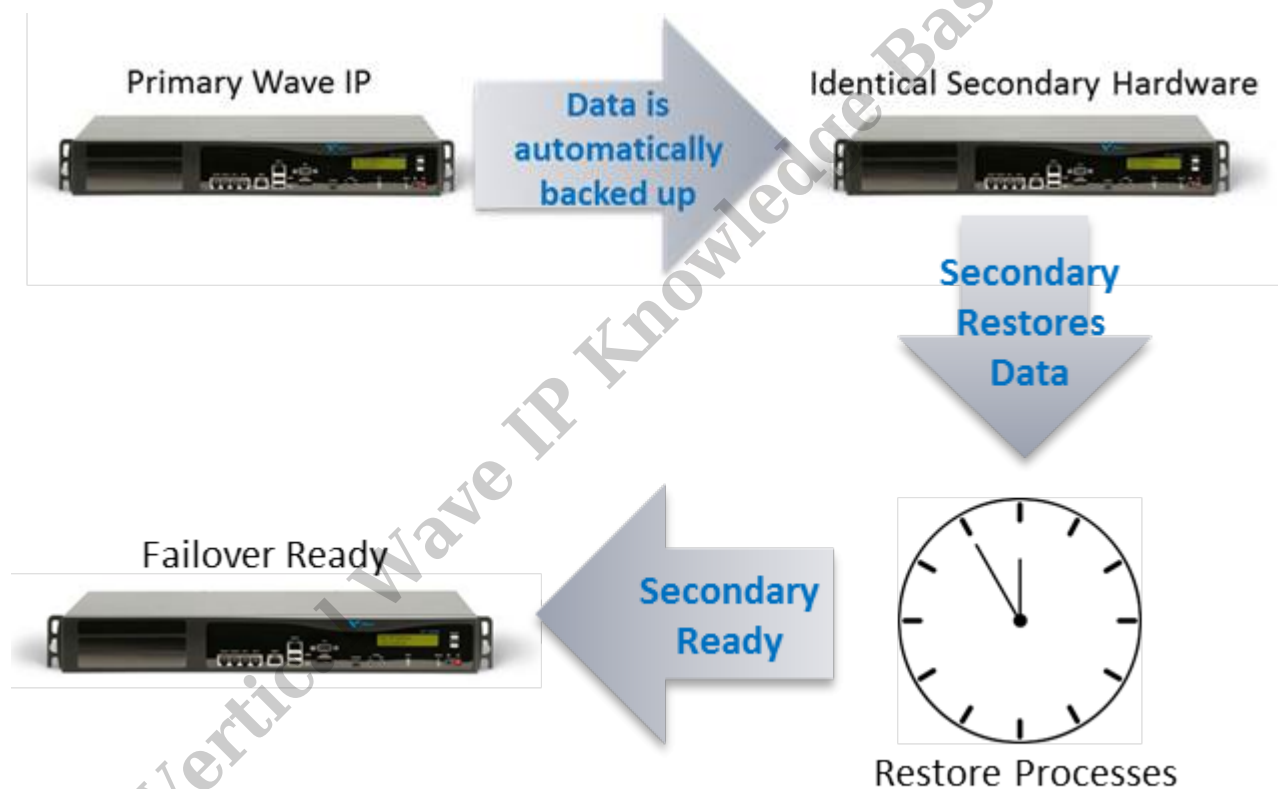 Primary Wave IP
Data is
automatically
backed up
Identical Secondary Hardware
Secondary
Restores
Data
Restore Processes
Secondary
Ready
Failover Ready
Vertical Wave IP Knowledge Bas